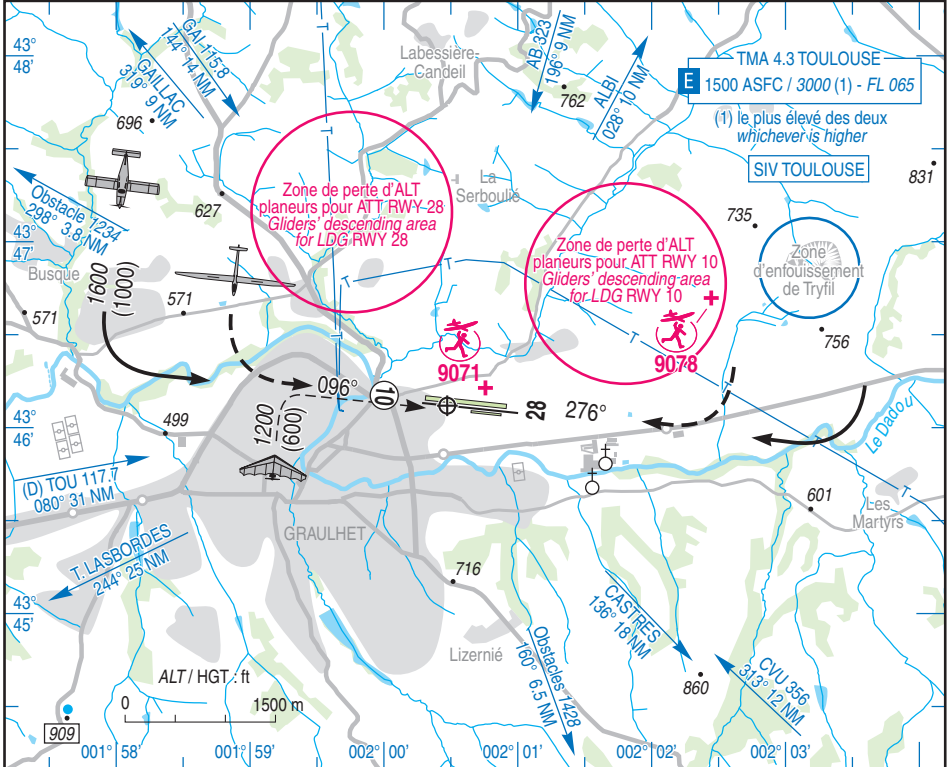 43°
48'
GAI 115.8
144° 14 NM
GAILLAC
319° 9 NM
Labessière-
Candeil
AB 323
196° 9 NM
ALBI
028° 10 NM
762
TMA 4.3 TOULOUSE
E 1500 ASFC / 3000 (1) - FL 065
(1) le plus élevé des deux
whichever is higher
SIV TOULOUSE
696
831
Obstacle 1234
298° 3.8 NM
627
Zone de perte d'ALT
planeurs pour ATT RWY 28
Gliders' descending area
for LDG RWY 28
La
Serboulié
735
43°
47'
Busque
Zone de perte d'ALT
planeurs pour ATT RWY 10
Gliders' descending area
for LDG RWY 10
Zone
d'enfouissement
de Tryfil
1600
(1000)
571
571
9071
9078
756
096°
10
28
276°
43°
46'
499
1200
(600)
Le Dadou
(D) TOU 117.7
080° 31 NM
601
Les
Martyrs
GRAULHET
T. LASBORDES
244° 25 NM
716
43°
45'
CASTRES
136° 18 NM
Lizernié
Obstacles 1428
160° 6.5 NM
860
CVU 356
313° 12 NM
ALT / HGT : ft
0 1500 m
909
001° 58'
001° 59'
002° 00'
002° 01'
002° 02'
002° 03'
T
T
T
T
T
T
T